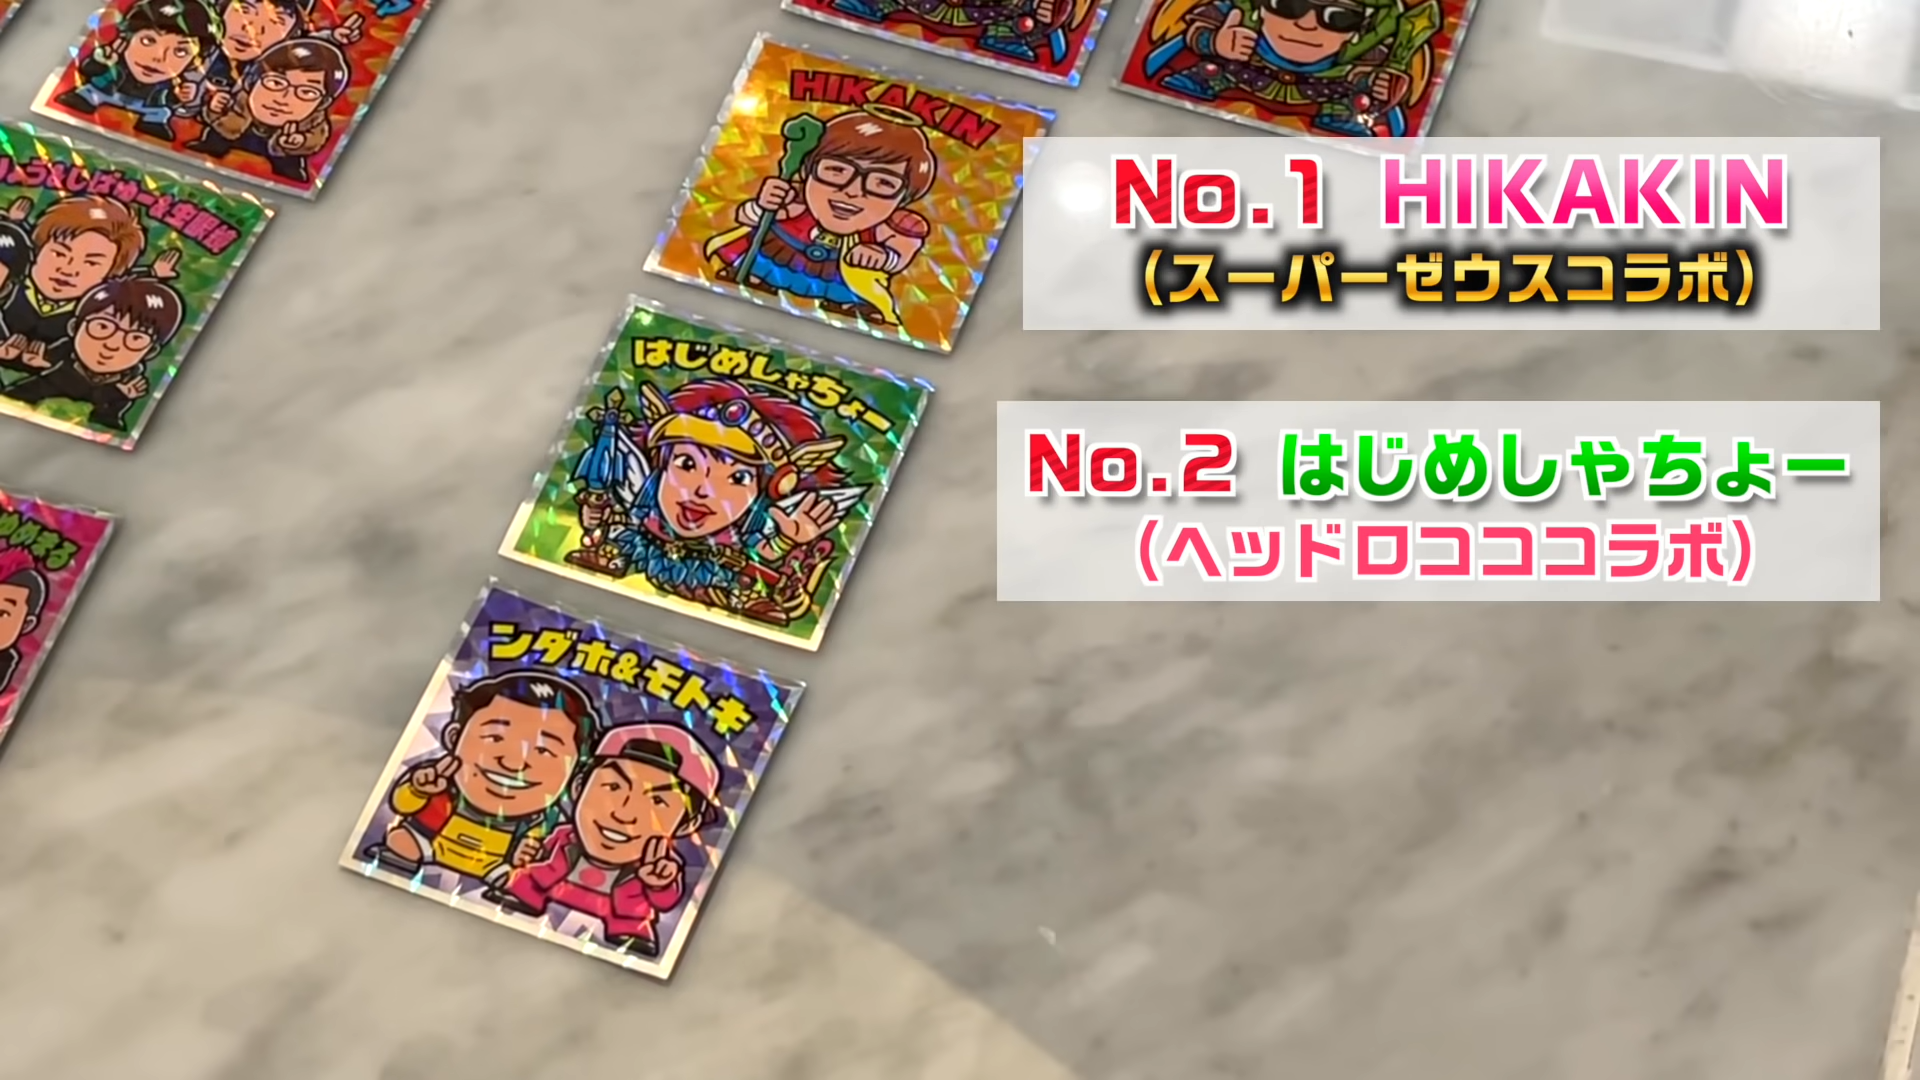 HIKAKIN
No.1 HIKAKIN
(スーパーゼウスコラボ)
はじめしゃちょー
No.2 はじめしゃちょー
(ヘッドロコココラボ)
ンダホ&モトキ